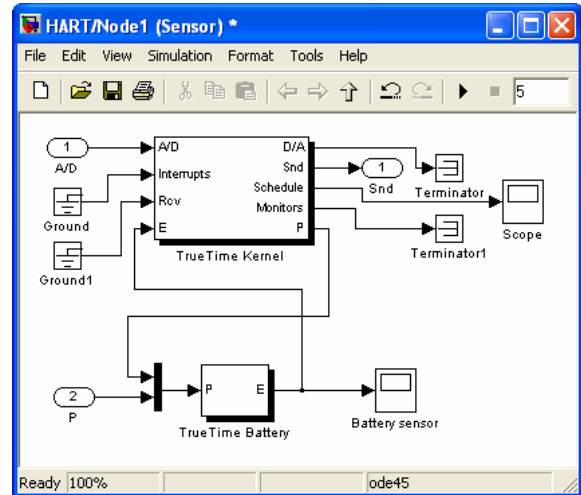 HART/Node1 (Sensor) *
File Edit View Simulation Format Tools Help
5
1
A/D
Ground
Ground1
A/D
Interrupts
Rcv
E
D/A
Snd
Schedule
Monitors
P
TrueTime Kernel
1
Snd
Terminator
Terminator1
Scope
2
P
P
E
TrueTime Battery
Battery sensor
Ready 100% ode45